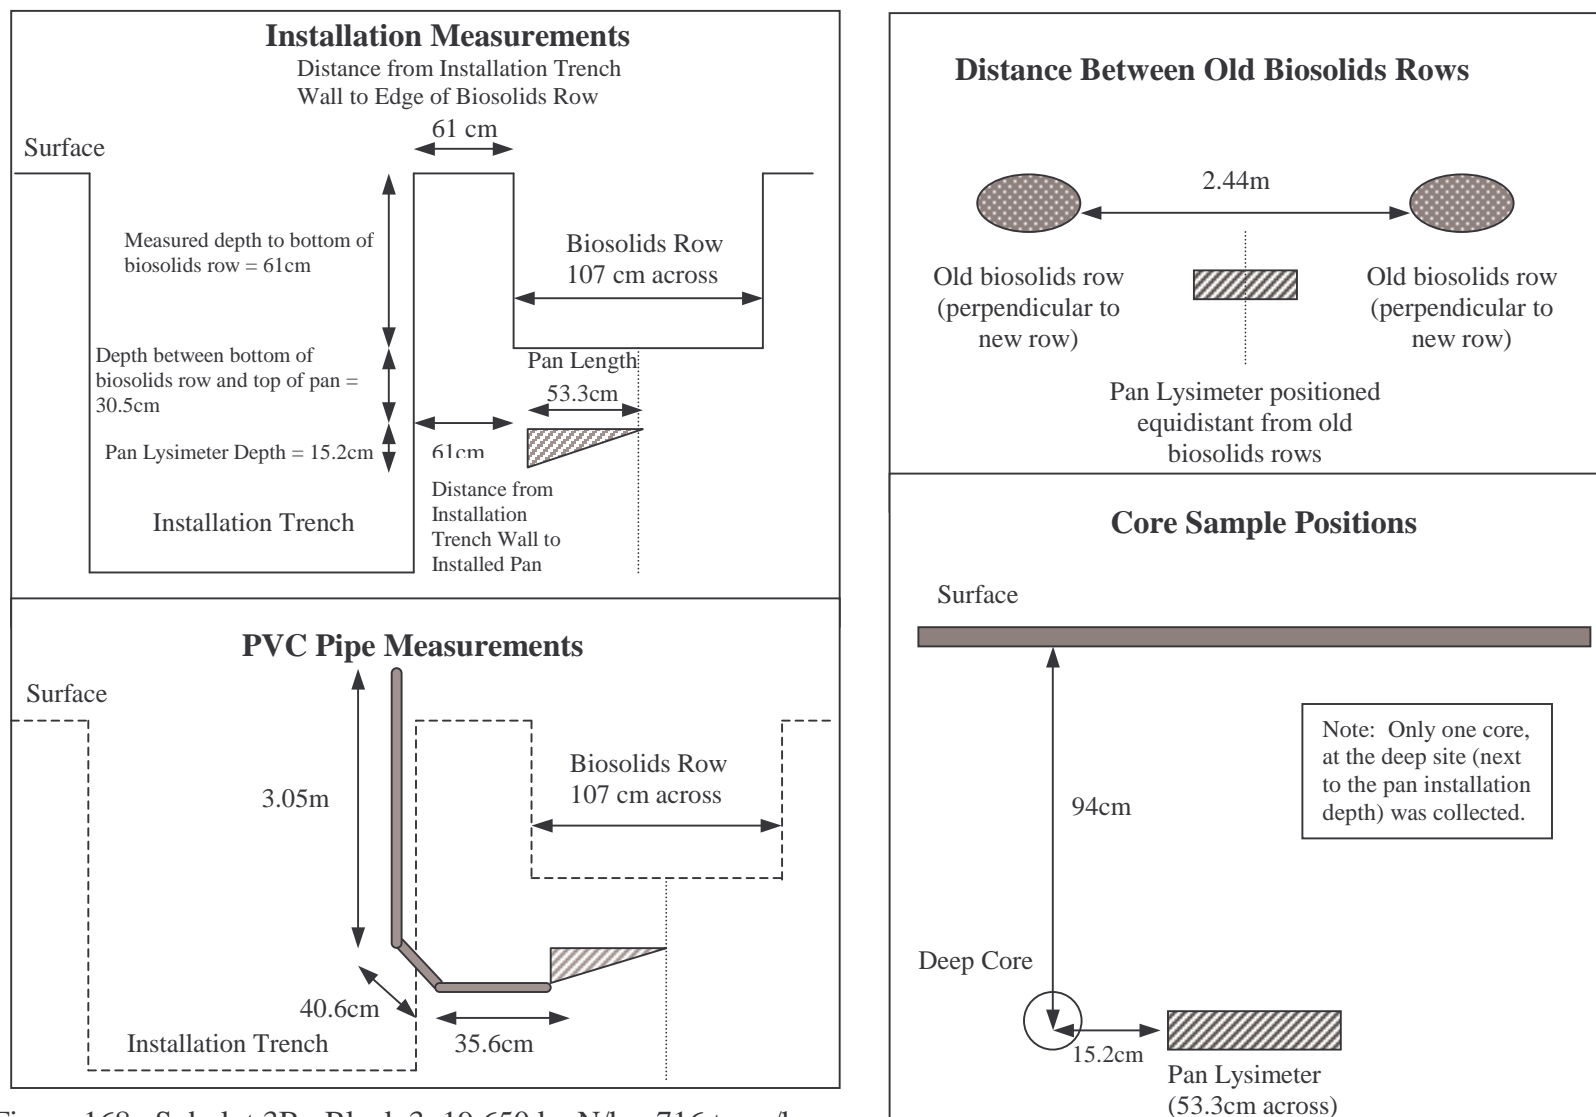 Installation Measurements
Distance from Installation Trench
Wall to Edge of Biosolids Row
61 cm
Surface
Measured depth to bottom of
biosolids row = 61cm
Biosolids Row
107 cm across
Depth between bottom of
biosolids row and top of pan =
30.5cm
Pan Length
53.3cm
Pan Lysimeter Depth = 15.2cm
61cm
Distance from
Installation
Trench Wall to
Installed Pan
Installation Trench
PVC Pipe Measurements
Surface
3.05m
Biosolids Row
107 cm across
40.6cm
35.6cm
Installation Trench
Distance Between Old Biosolids Rows
2.44m
Old biosolids row
(perpendicular to
new row)
Old biosolids row
(perpendicular to
new row)
Pan Lysimeter positioned
equidistant from old
biosolids rows
Core Sample Positions
Surface
Note: Only one core,
at the deep site (next
to the pan installation
depth) was collected.
94cm
Deep Core
15.2cm
Pan Lysimeter
(53.3cm across)